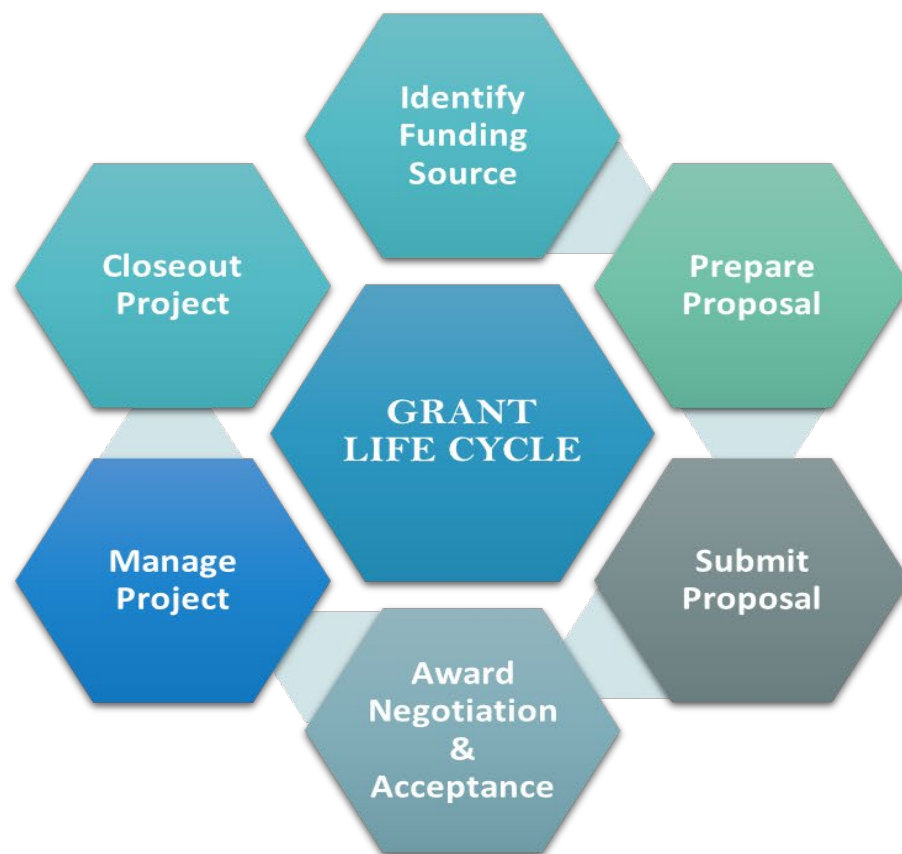 Identify
Funding
Source
Prepare
Proposal
Submit
Proposal
Award
Negotiation
&
Acceptance
Manage
Project
Closeout
Project
GRANT
LIFE CYCLE